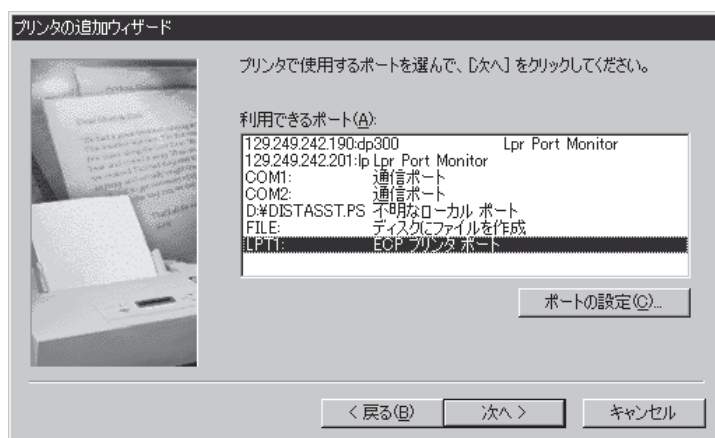 プリンタの追加ウィザード
プリンタで使用するポートを選んで、[次へ] をクリックしてください。
利用できるポート(A):
129.249.242.190:dp300 Lpr Port Monitor
129.249.242.201:lp Lpr Port Monitor
COM1: 通信ポート
COM2: 通信ポート
D:¥DISTASST.PS 不明なローカル ポート
FILE: ディスクにファイルを作成
LPT1: ECP プリンタ ポート
ポートの設定(C)...
< 戻る(B)
次へ >
キャンセル